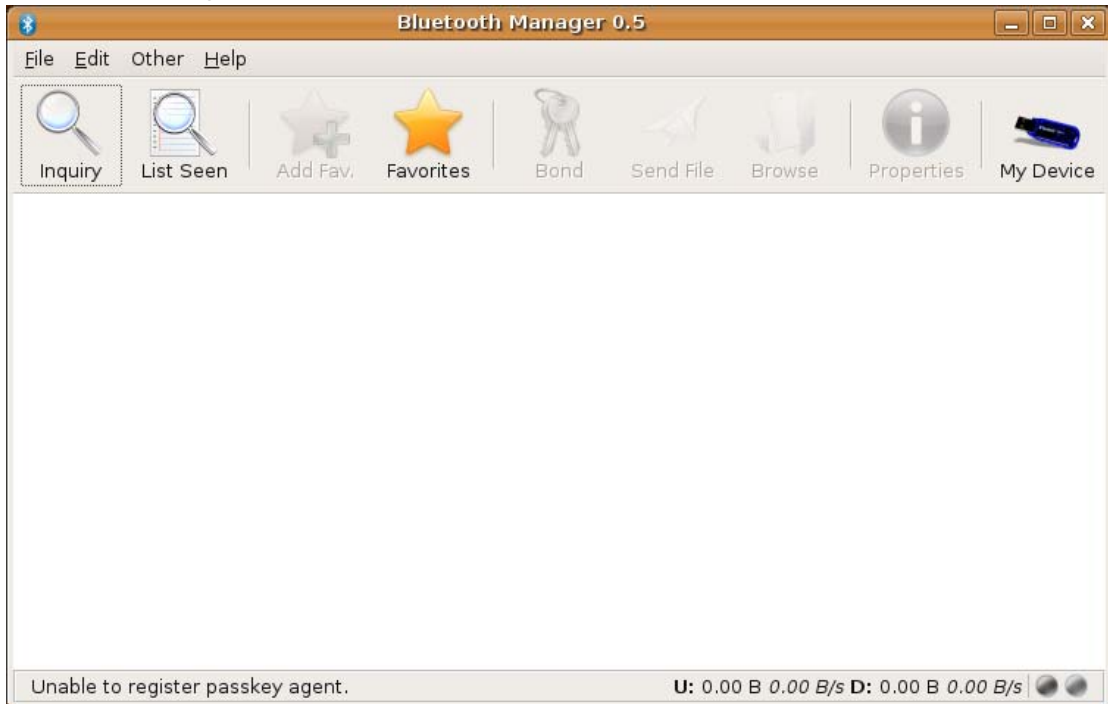 Bluetooth Manager 0.5
File Edit Other Help
Inquiry List Seen Add Fav. Favorites Bond Send File Browse Properties My Device
Unable to register passkey agent. U: 0.00 B 0.00 B/s D: 0.00 B 0.00 B/s